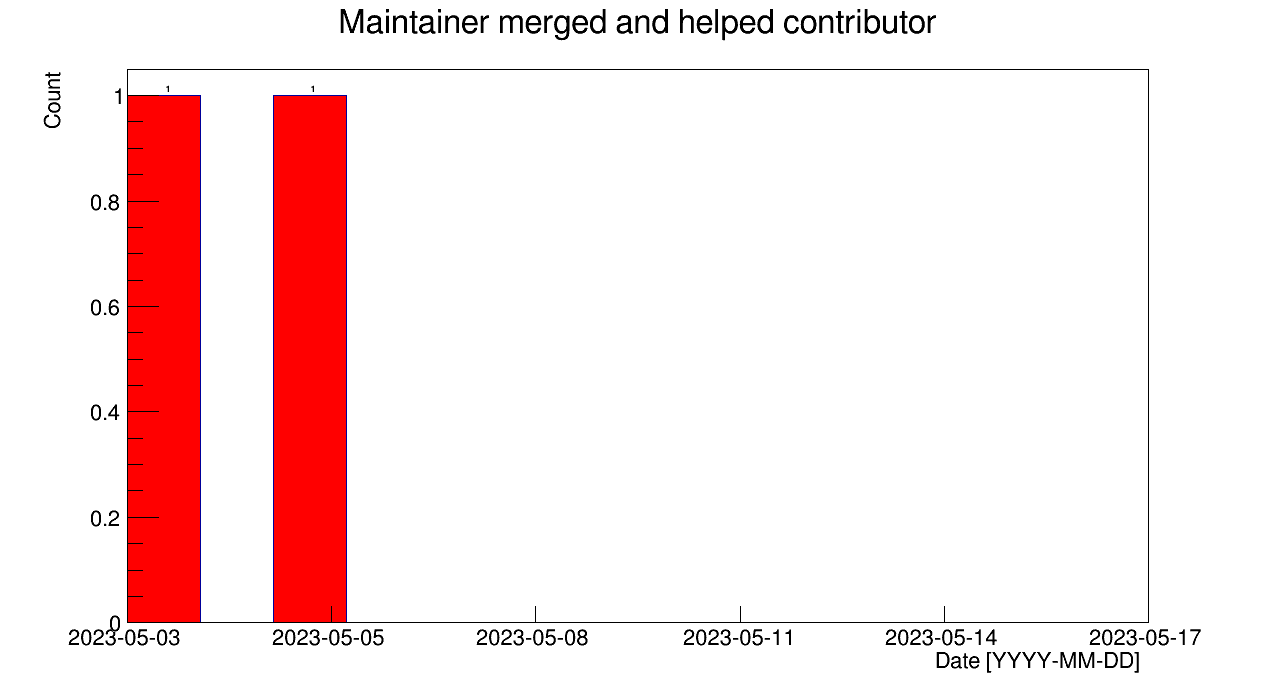 Maintainer merged and helped contributor
Count
1 1
1
0.8
0.6
0.4
0.2
0
2023-05-03 2023-05-05 2023-05-08 2023-05-11 2023-05-14 2023-05-17
Date [YYYY-MM-DD]